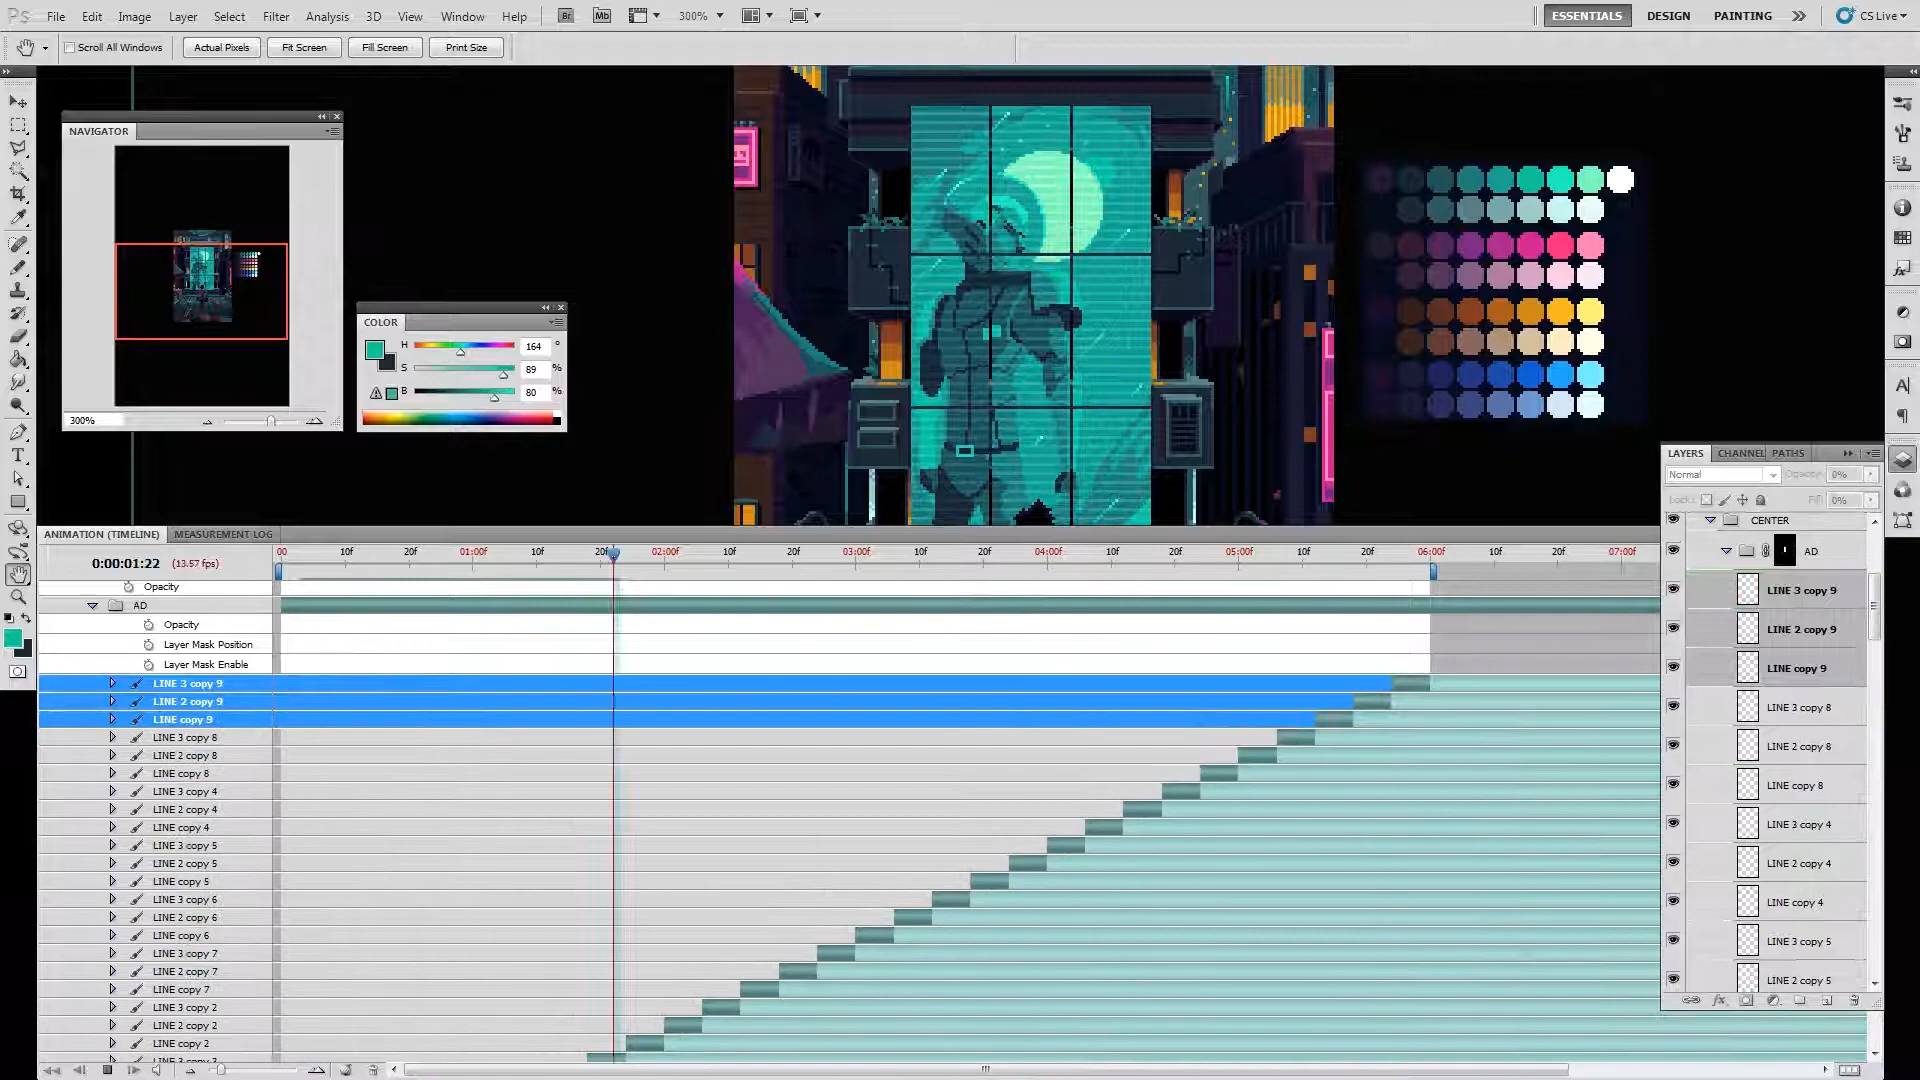 Ps File Edit Image Layer Select Filter Analysis 3D View Window Help Br Mb 300% ESSENTIALS DESIGN PAINTING CS Live
Scroll All Windows Actual Pixels Fit Screen Fill Screen Print Size
NAVIGATOR
300%
COLOR
H 164 °
S 89 %
B 80 %
LAYERS CHANNEL PATHS
Normal Opacity: 0%
Lock: Fill: 0%
CENTER
AD
LINE 3 copy 9
LINE 2 copy 9
LINE copy 9
LINE 3 copy 8
LINE 2 copy 8
LINE copy 8
LINE 3 copy 4
LINE 2 copy 4
LINE copy 4
LINE 3 copy 5
LINE 2 copy 5
ANIMATION (TIMELINE) MEASUREMENT LOG
0:00:01:22 (13.57 fps)
00 10f 20f 01:00f 10f 20f 02:00f 10f 20f 03:00f 10f 20f 04:00f 10f 20f 05:00f 10f 20f 06:00f 10f 20f 07:00f
Opacity
AD
Opacity
Layer Mask Position
Layer Mask Enable
LINE 3 copy 9
LINE 2 copy 9
LINE copy 9
LINE 3 copy 8
LINE 2 copy 8
LINE copy 8
LINE 3 copy 4
LINE 2 copy 4
LINE copy 4
LINE 3 copy 5
LINE 2 copy 5
LINE copy 5
LINE 3 copy 6
LINE 2 copy 6
LINE copy 6
LINE 3 copy 7
LINE 2 copy 7
LINE copy 7
LINE 3 copy 2
LINE 2 copy 2
LINE copy 2
LINE 3 copy 3